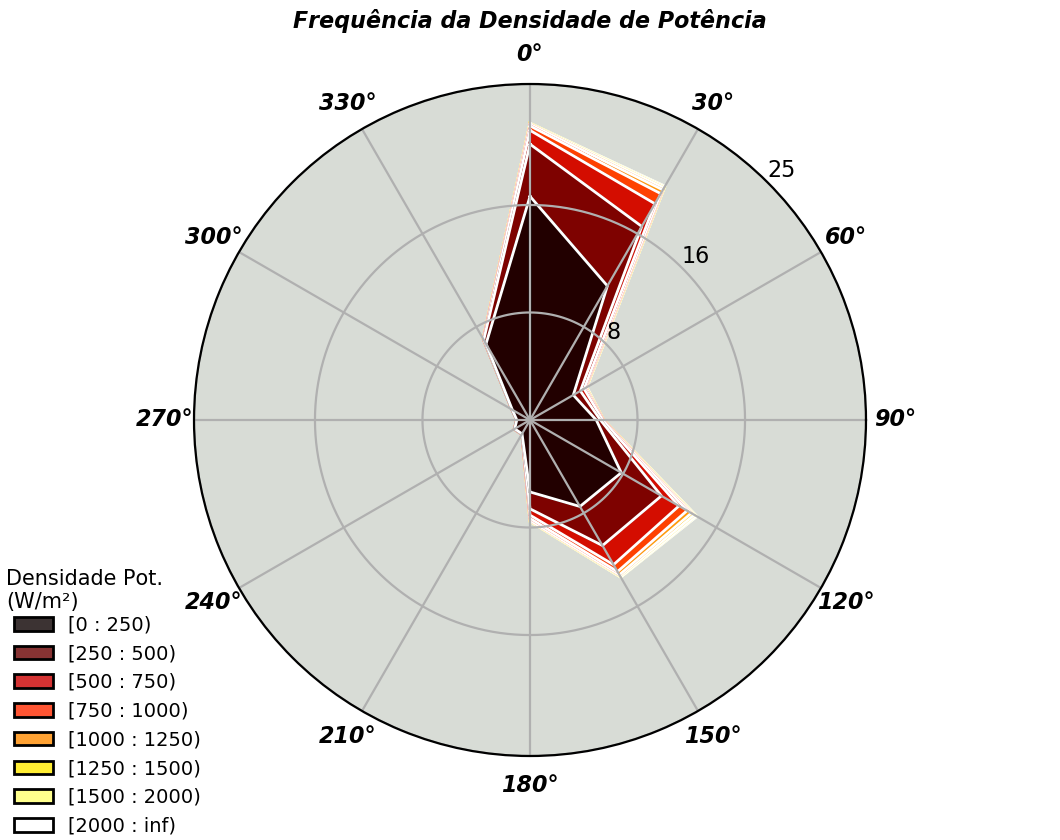 Frequência da Densidade de Potência
0°
30°
60°
90°
120°
150°
180°
210°
240°
270°
300°
330°
8
16
25
Densidade Pot.
(W/m²)
[0 : 250)
[250 : 500)
[500 : 750)
[750 : 1000)
[1000 : 1250)
[1250 : 1500)
[1500 : 2000)
[2000 : inf)